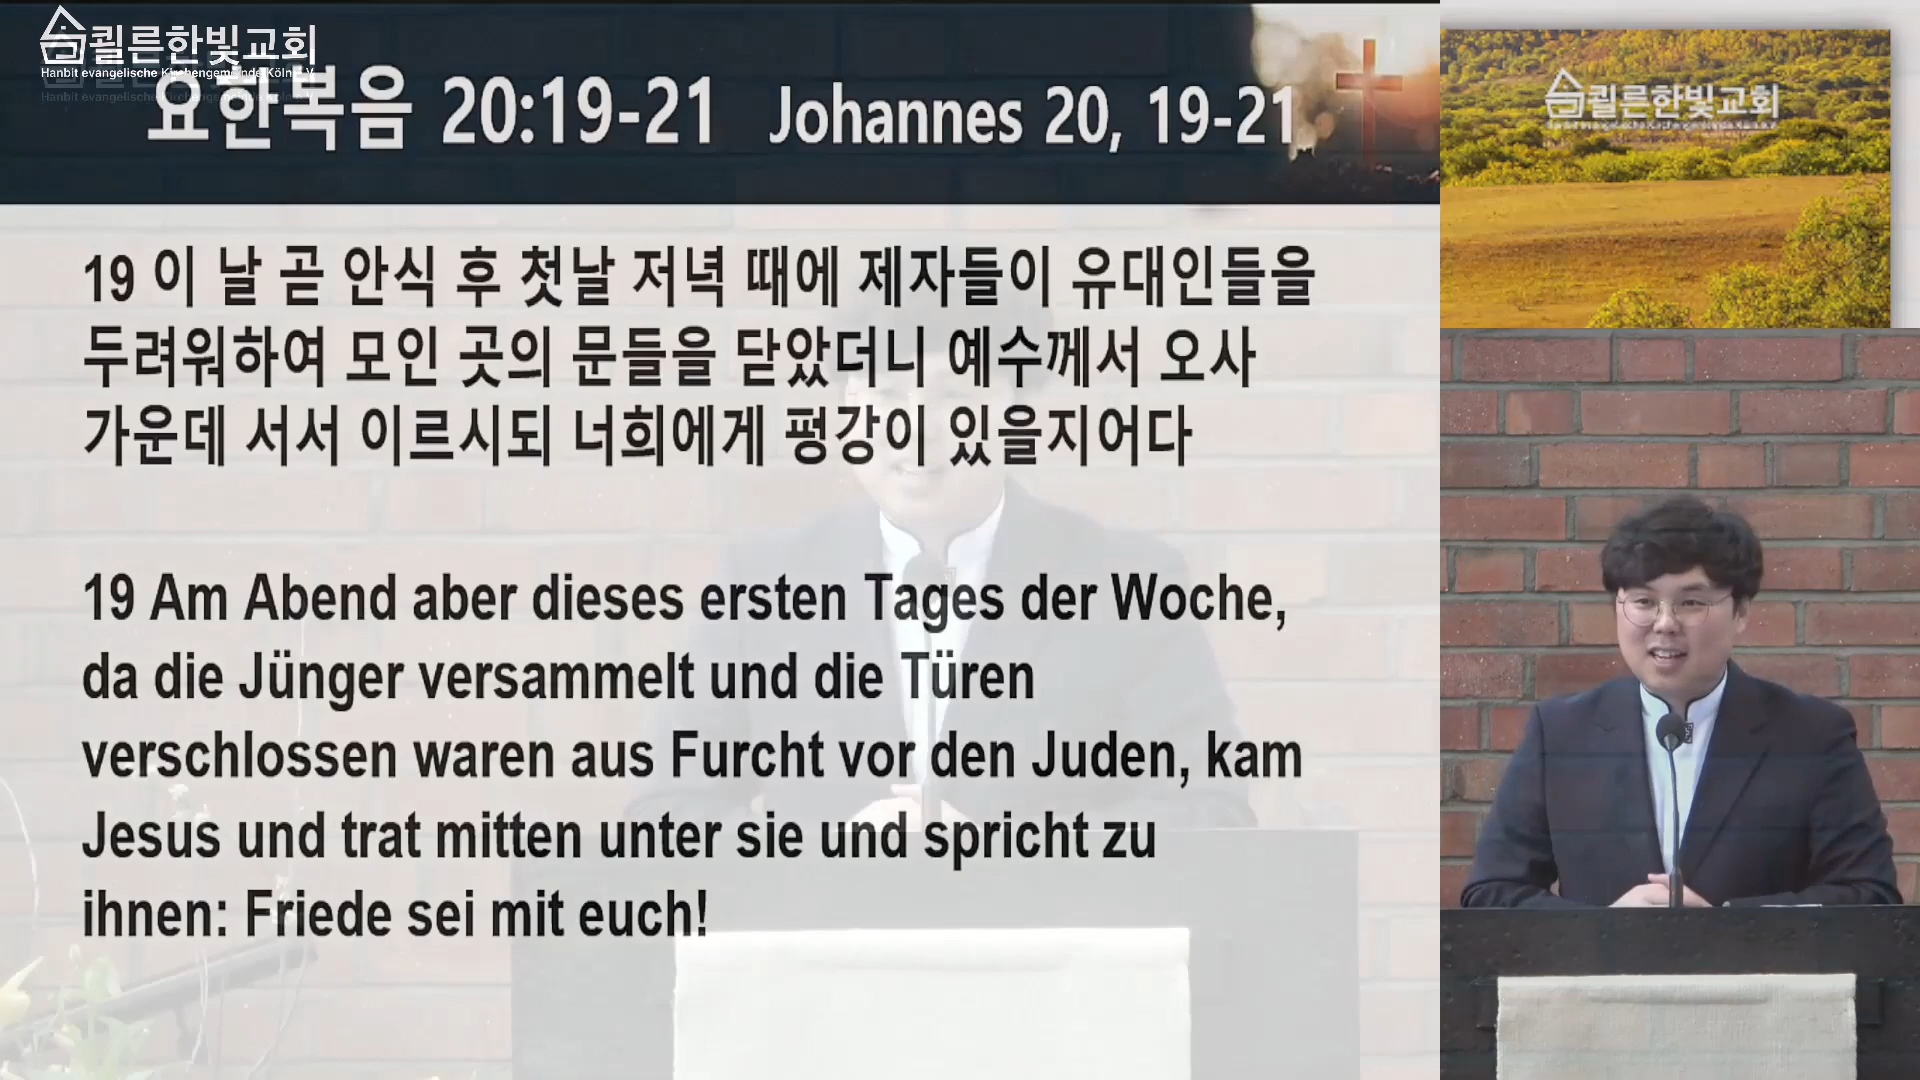 쾰른한빛교회
Hanbit evangelische Kirchengemeinde Köln e.V.
요한복음 20:19-21 Johannes 20, 19-21
쾰른한빛교회
19 이 날 곧 안식 후 첫날 저녁 때에 제자들이 유대인들을
두려워하여 모인 곳의 문들을 닫았더니 예수께서 오사
가운데 서서 이르시되 너희에게 평강이 있을지어다
19 Am Abend aber dieses ersten Tages der Woche,
da die Jünger versammelt und die Türen
verschlossen waren aus Furcht vor den Juden, kam
Jesus und trat mitten unter sie und spricht zu
ihnen: Friede sei mit euch!